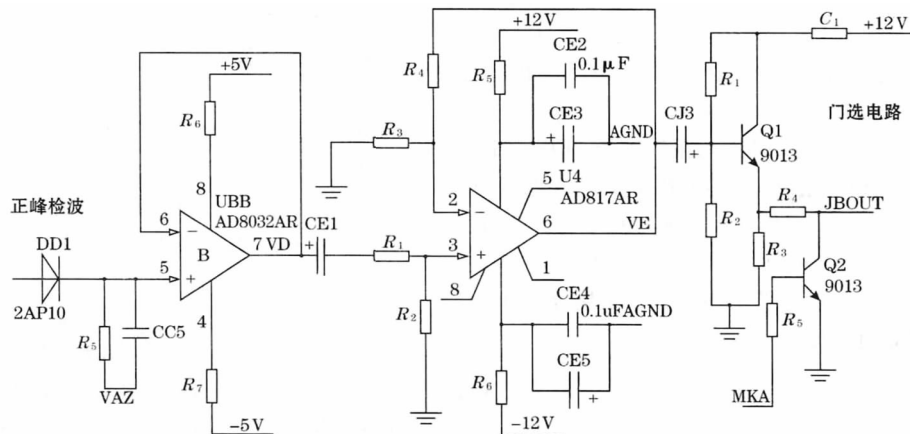 +12V
C₁
+12V
CE2
0.1μF
R₄
R₅
R₁
+5V
门选电路
R₆
R₃
CE3
+
AGND
CJ3
+
Q1
9013
8
UBB
AD8032AR
U4
5
AD817AR
正峰检波
6
−
B
7 VD
CE1
+
2
−
6
VE
R₂
R₄
JBOUT
DD1
5
+
R₁
3
+
R₃
Q2
9013
2AP10
1
8
4
CE4
0.1uFAGND
R₅
CC5
R₂
R₅
VAZ
R₇
R₆
CE5
+
MKA
−5V
−12V